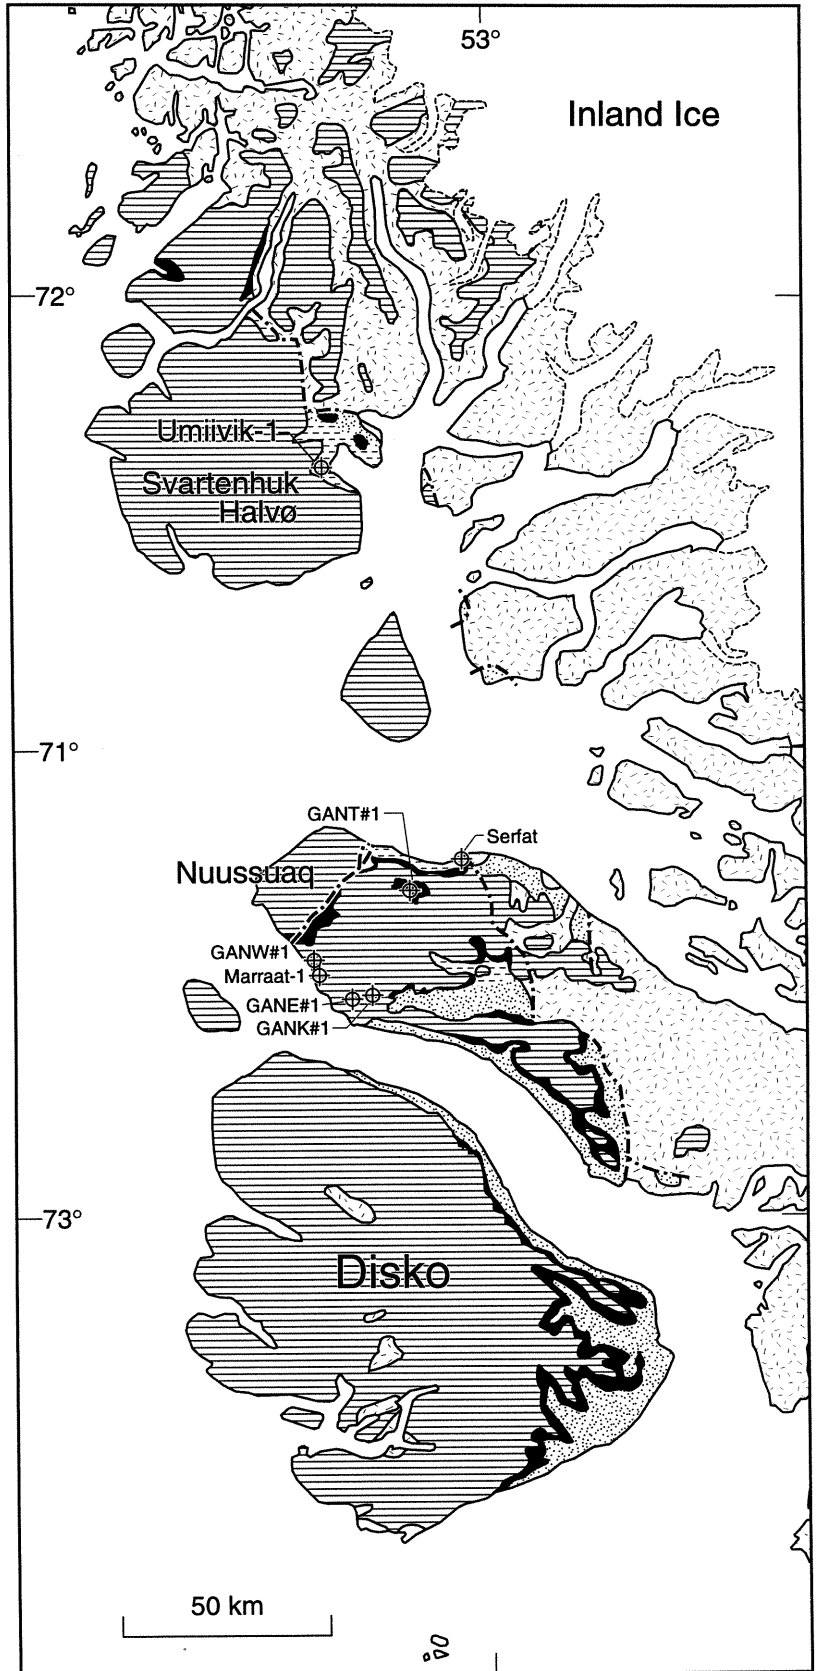 53°
Inland Ice
72°
Umiivik-1
Svartenhuk
Halvø
71°
GANT#1
Serfat
Nuussuaq
GANW#1
Marraat-1
GANE#1
GANK#1
73°
Disko
50 km